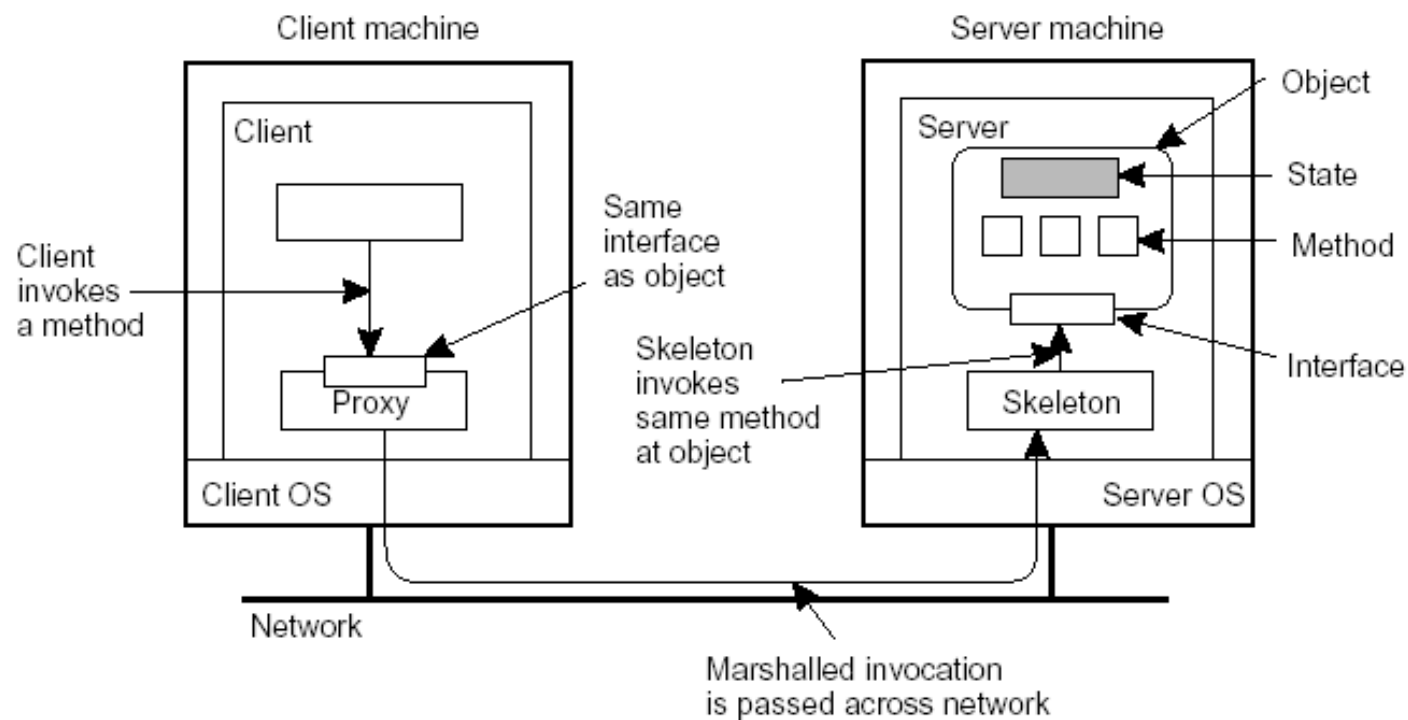 Client machine
Server machine
Client
Server
Object
State
Method
Interface
Client
invokes
a method
Same
interface
as object
Proxy
Skeleton
invokes
same method
at object
Skeleton
Client OS
Server OS
Network
Marshalled invocation
is passed across network